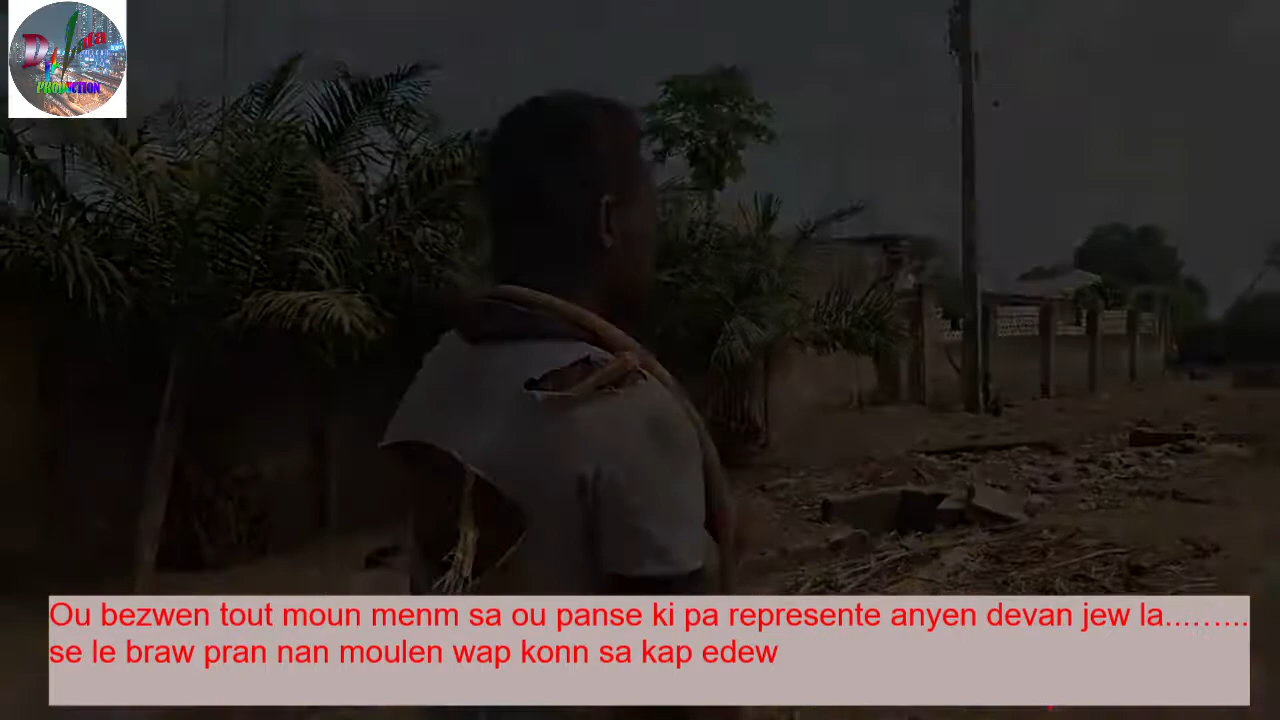 PRODUCTION
Ou bezwen tout moun menm sa ou panse ki pa represente anyen devan jew la.........
se le braw pran nan moulen wap konn sa kap edew